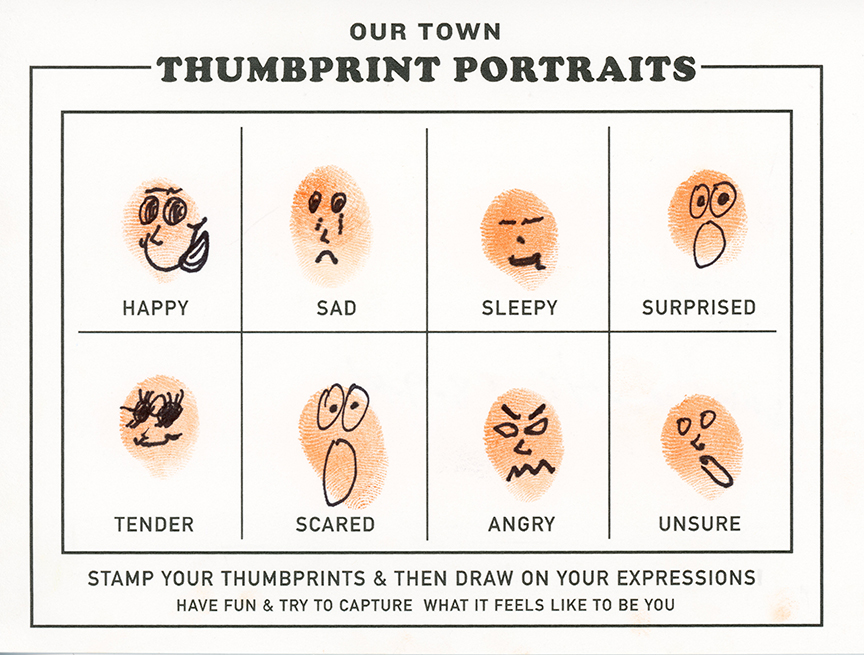 OUR TOWN
THUMBPRINT PORTRAITS
HAPPY SAD SLEEPY SURPRISED
TENDER SCARED ANGRY UNSURE
STAMP YOUR THUMBPRINTS & THEN DRAW ON YOUR EXPRESSIONS
HAVE FUN & TRY TO CAPTURE WHAT IT FEELS LIKE TO BE YOU